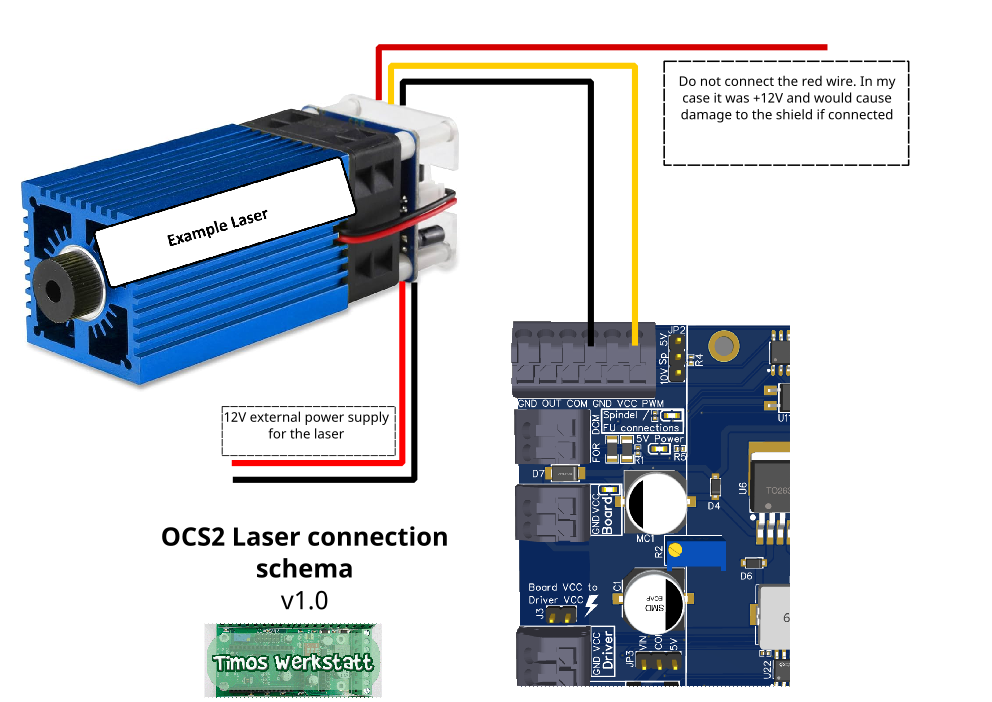 Do not connect the red wire. In my
case it was +12V and would cause
damage to the shield if connected
Example Laser
12V external power supply
for the laser
OCS2 Laser connection
schema
v1.0
Timos Werkstatt
JP2
10V Sp 5V
R4
GND OUT COM GND VCC PWM
U1
Spindel /
FU connections
FOR DCM
5V Power
R5
D7
GND VCC
Board
MC1
D4
U6
TO263
R2
D6
Board VCC to
Driver VCC
J3
C1
SMD
ECAP
GND VCC
Driver
VIN COM 5V
JP3
6
U22